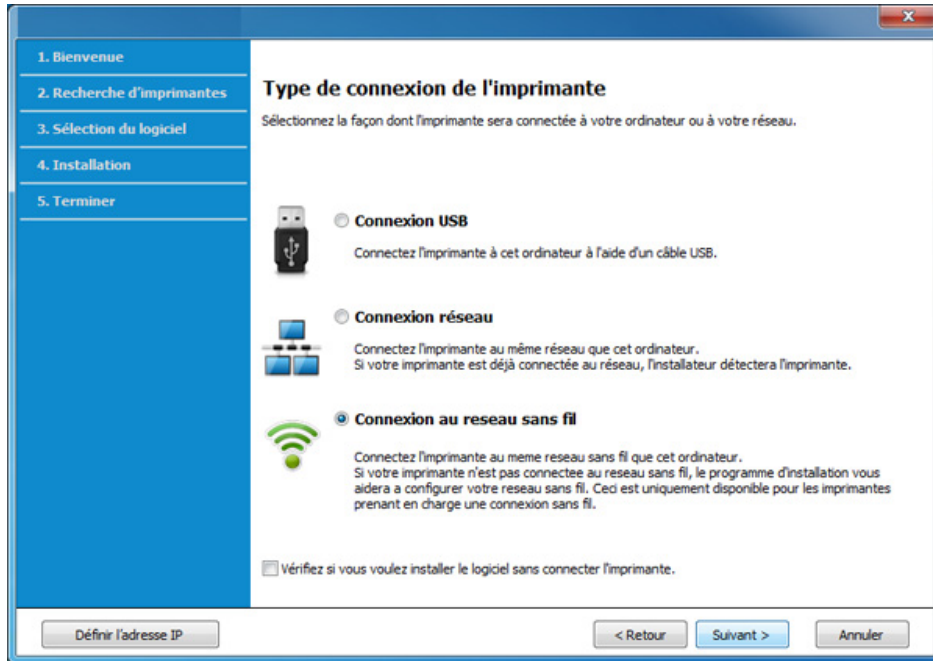 1. Bienvenue
2. Recherche d'imprimantes
3. Sélection du logiciel
4. Installation
5. Terminer
Type de connexion de l'imprimante
Sélectionnez la façon dont l'imprimante sera connectée à votre ordinateur ou à votre réseau.
Connexion USB
Connectez l'imprimante à cet ordinateur à l'aide d'un câble USB.
Connexion réseau
Connectez l'imprimante au même réseau que cet ordinateur.
Si votre imprimante est déjà connectée au réseau, l'installateur détectera l'imprimante.
Connexion au reseau sans fil
Connectez l'imprimante au meme reseau sans fil que cet ordinateur.
Si votre imprimante n'est pas connectee au reseau sans fil, le programme d'installation vous
aidera a configurer votre reseau sans fil. Ceci est uniquement disponible pour les imprimantes
prenant en charge une connexion sans fil.
Vérifiez si vous voulez installer le logiciel sans connecter l'imprimante.
Définir l'adresse IP
< Retour
Suivant >
Annuler